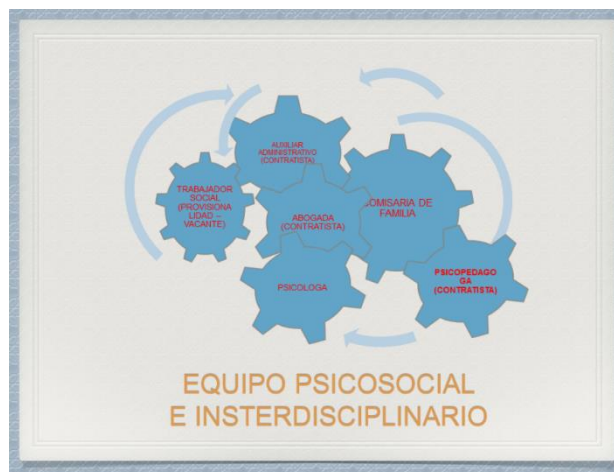 AUXILIAR
ADMINISTRATIVO
(CONTRATISTA)
TRABAJADOR
SOCIAL
(PROVISIONA
LIDAD –
VACANTE)
ABOGADA
(CONTRATISTA)
COMISARIA DE
FAMILIA
PSICOLOGA
PSICOPEDAGO
GA
(CONTRATISTA)
EQUIPO PSICOSOCIAL
E INSTERDISCIPLINARIO